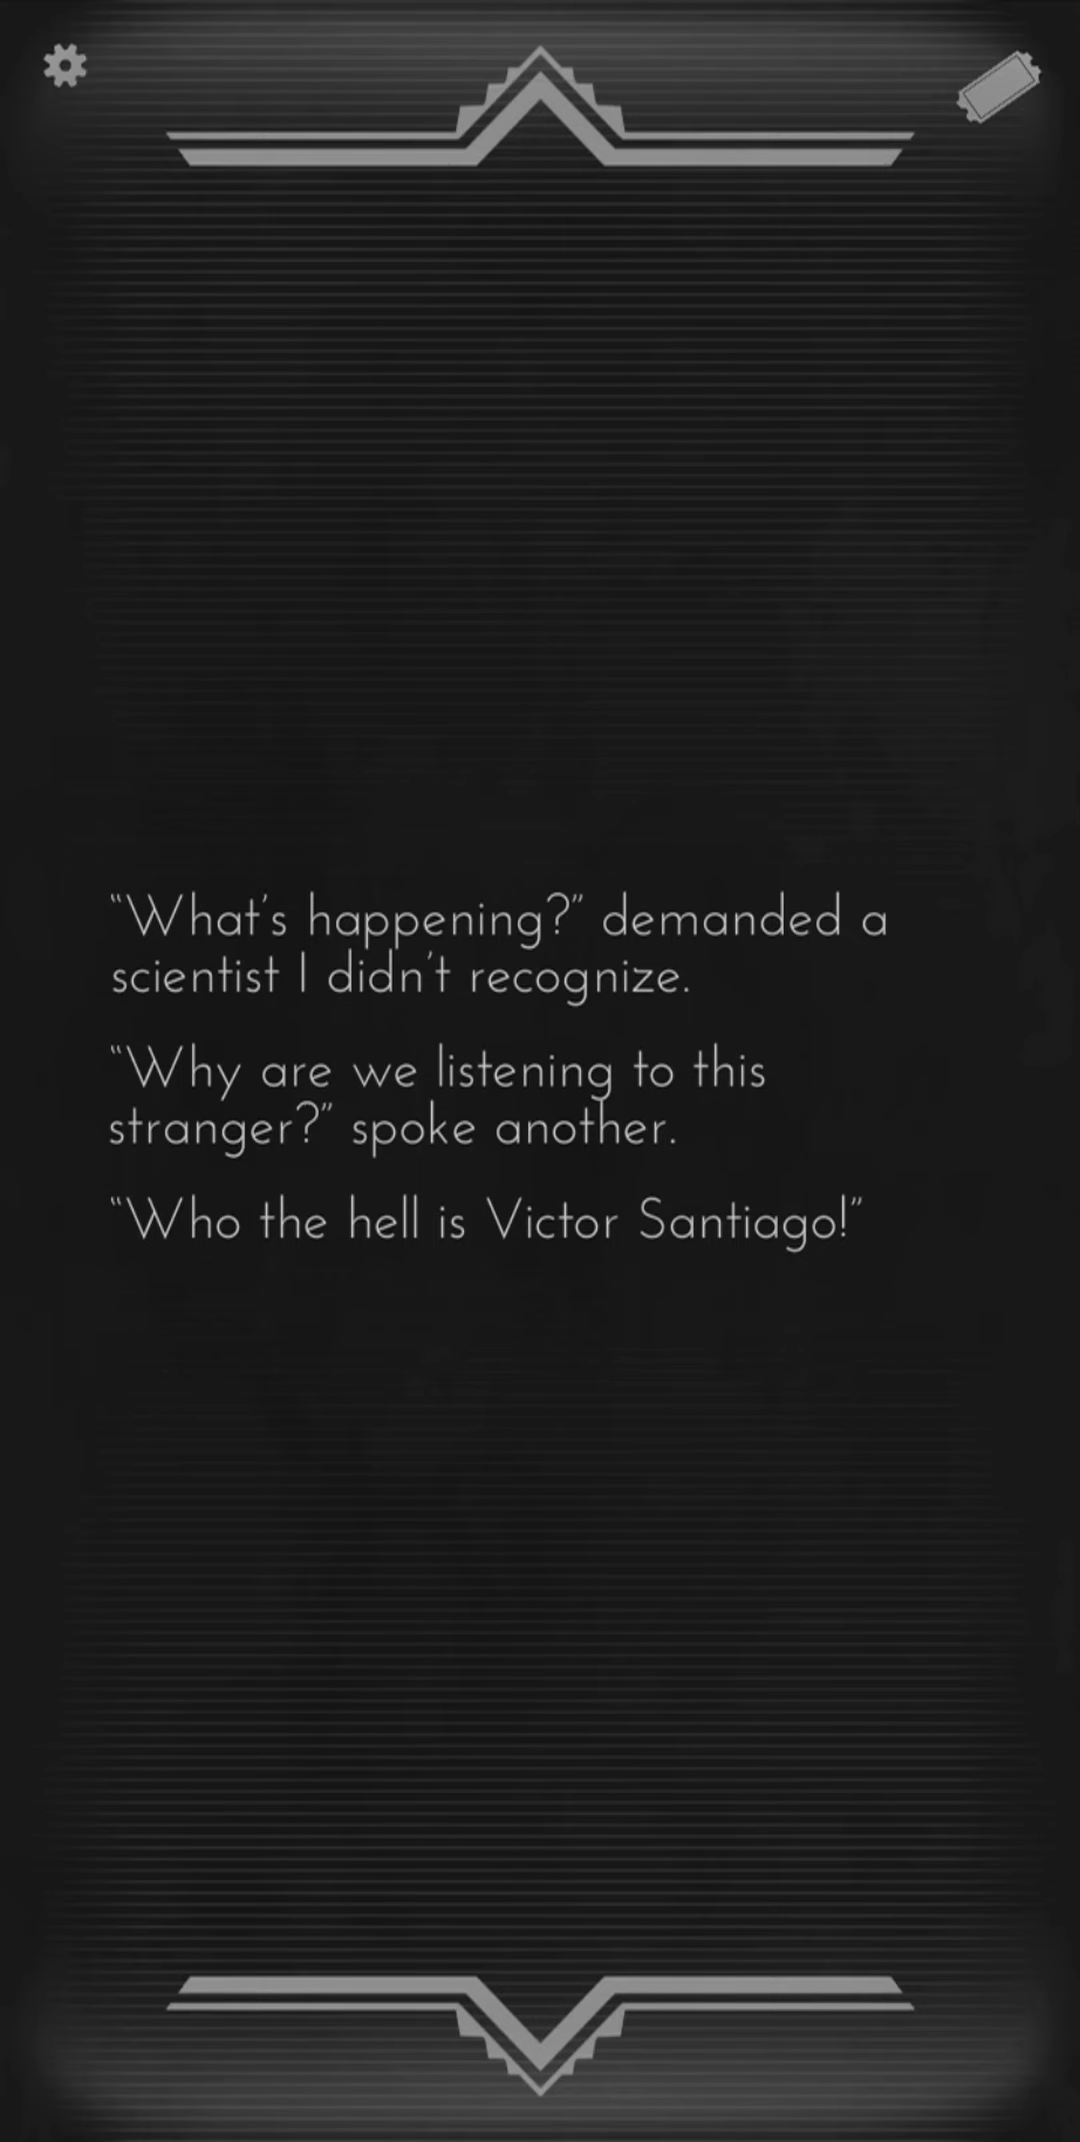 “What’s happening?” demanded a
scientist I didn’t recognize.
“Why are we listening to this
stranger?” spoke another.
“Who the hell is Victor Santiago!”